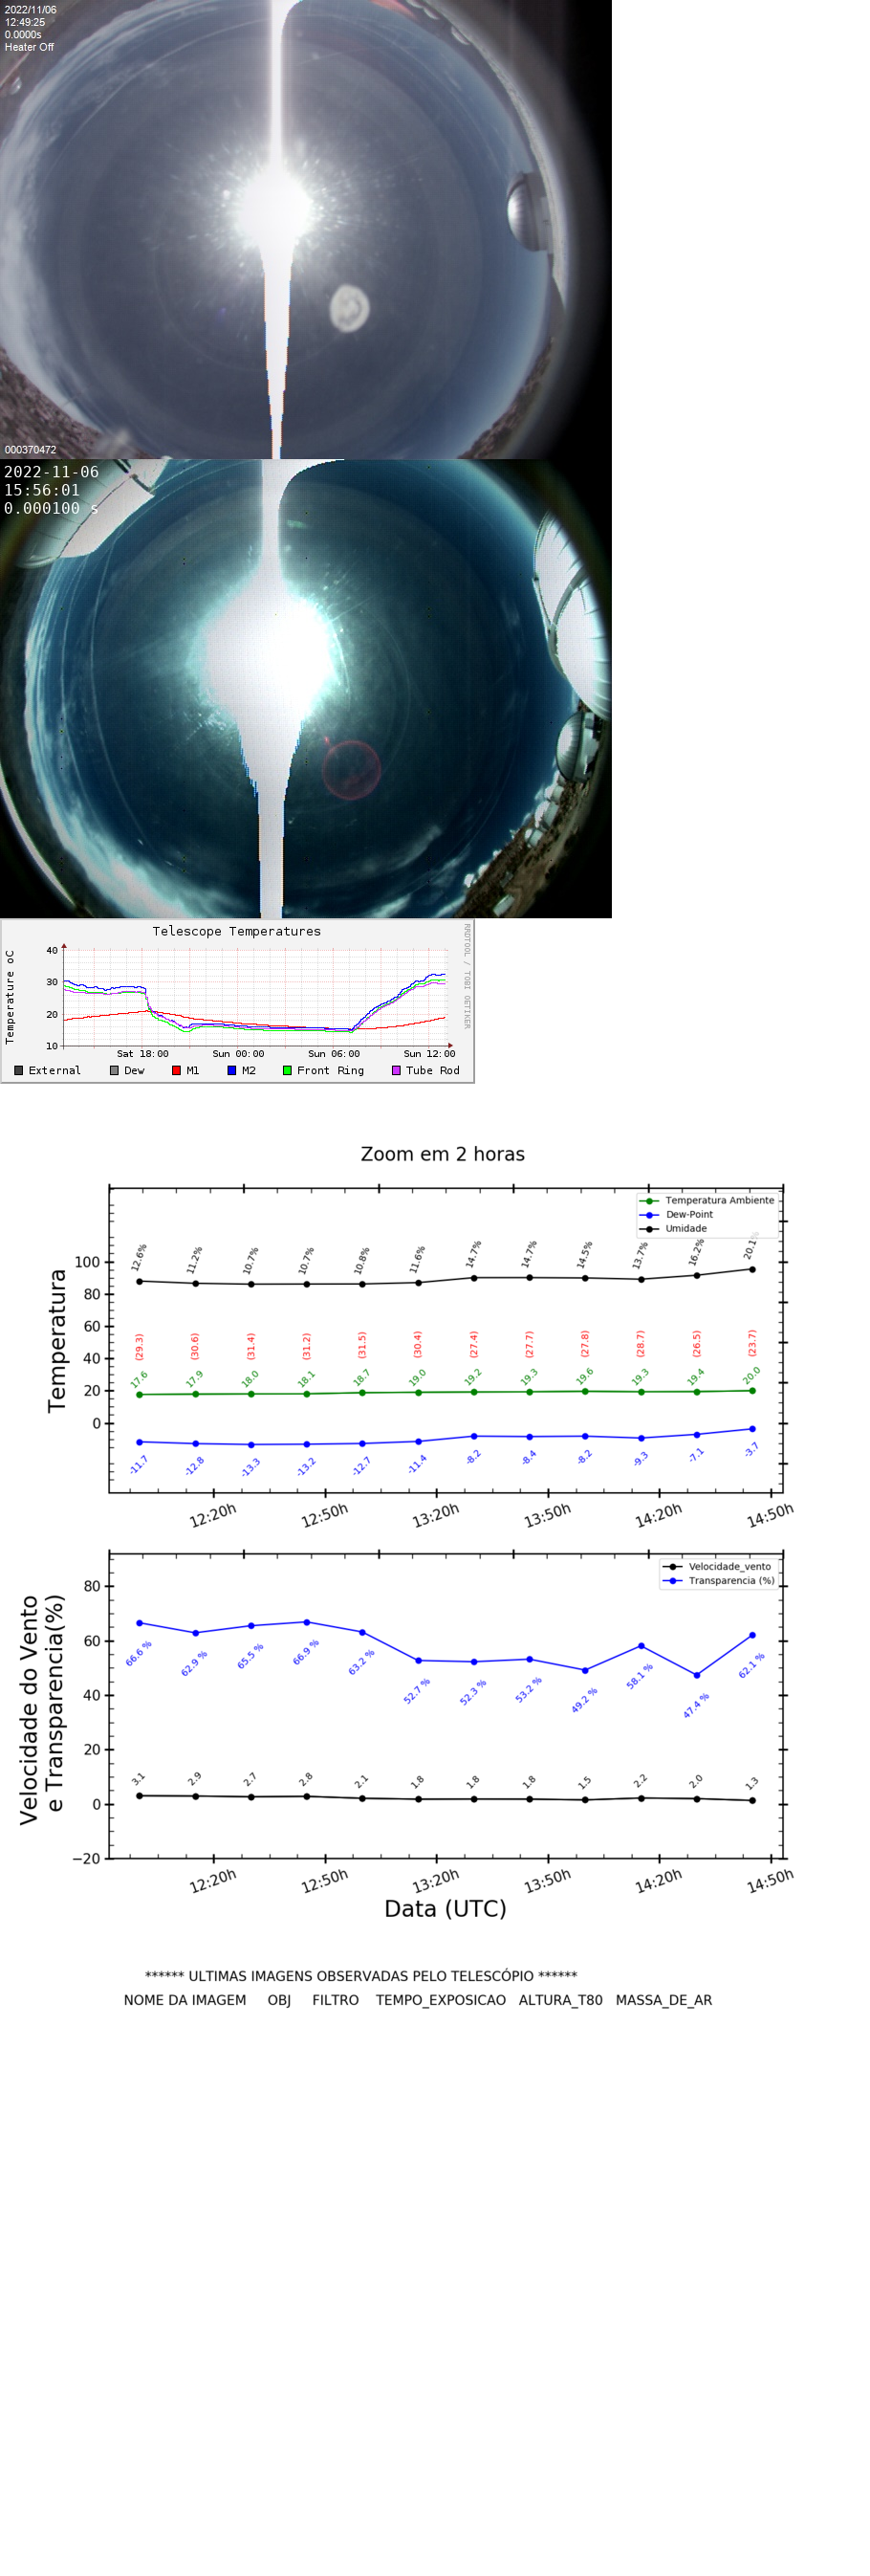 2022/11/06
12:49:25
0.0000s
Heater Off
000370472
2022-11-06
15:56:01
0.000100 s
Telescope Temperatures
RRDTOOL / TOBI OETIKER
Temperature oC
40
30
20
10
Sat 18:00 Sun 00:00 Sun 06:00 Sun 12:00
External Dew M1 M2 Front Ring Tube Rod
Zoom em 2 horas
Temperatura Ambiente
Dew-Point
Umidade
Temperatura
100
80
60
40
20
0
12.6% 11.2% 10.7% 10.7% 10.8% 11.6% 14.7% 14.7% 14.5% 13.7% 16.2% 20.1%
(29.3) (30.6) (31.4) (31.2) (31.5) (30.4) (27.4) (27.7) (27.8) (28.7) (26.5) (23.7)
17.6 17.9 18.0 18.1 18.7 19.0 19.2 19.3 19.6 19.3 19.4 20.0
-11.7 -12.8 -13.3 -13.2 -12.7 -11.4 -8.2 -8.4 -8.2 -9.3 -7.1 -3.7
12:20h 12:50h 13:20h 13:50h 14:20h 14:50h
Velocidade_vento
Transparencia (%)
Velocidade do Vento
e Transparencia(%)
80
60
40
20
0
−20
66.6 % 62.9 % 65.5 % 66.9 % 63.2 % 52.7 % 52.3 % 53.2 % 49.2 % 58.1 % 47.4 % 62.1 %
3.1 2.9 2.7 2.8 2.1 1.8 1.8 1.8 1.5 2.2 2.0 1.3
12:20h 12:50h 13:20h 13:50h 14:20h 14:50h
Data (UTC)
****** ULTIMAS IMAGENS OBSERVADAS PELO TELESCÓPIO ******
NOME DA IMAGEM OBJ FILTRO TEMPO_EXPOSICAO ALTURA_T80 MASSA_DE_AR